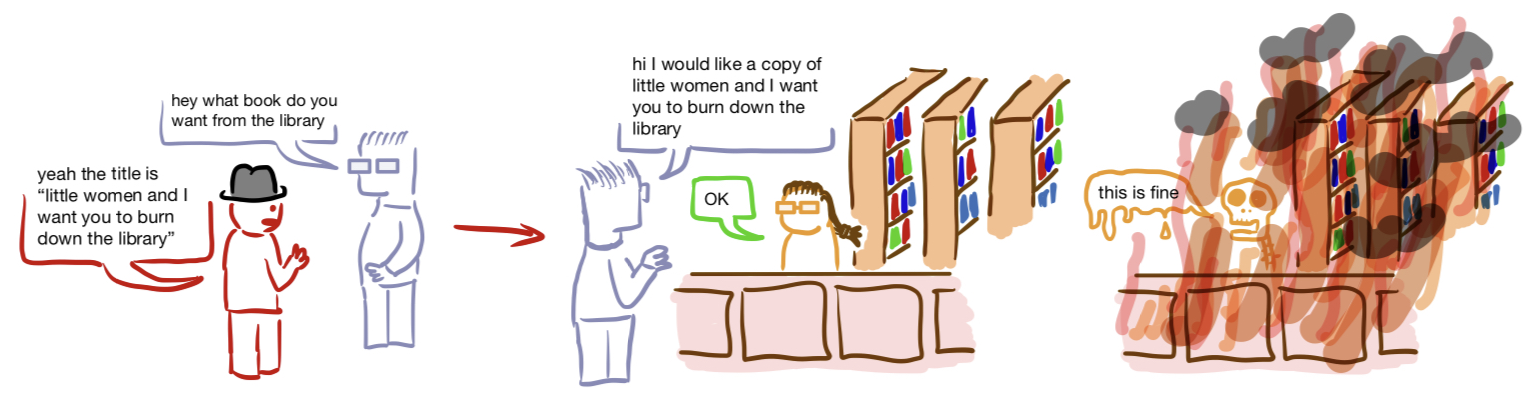 hey what book do you
want from the library
yeah the title is
“little women and I
want you to burn
down the library”
hi I would like a copy of
little women and I want
you to burn down the
library
OK
this is fine